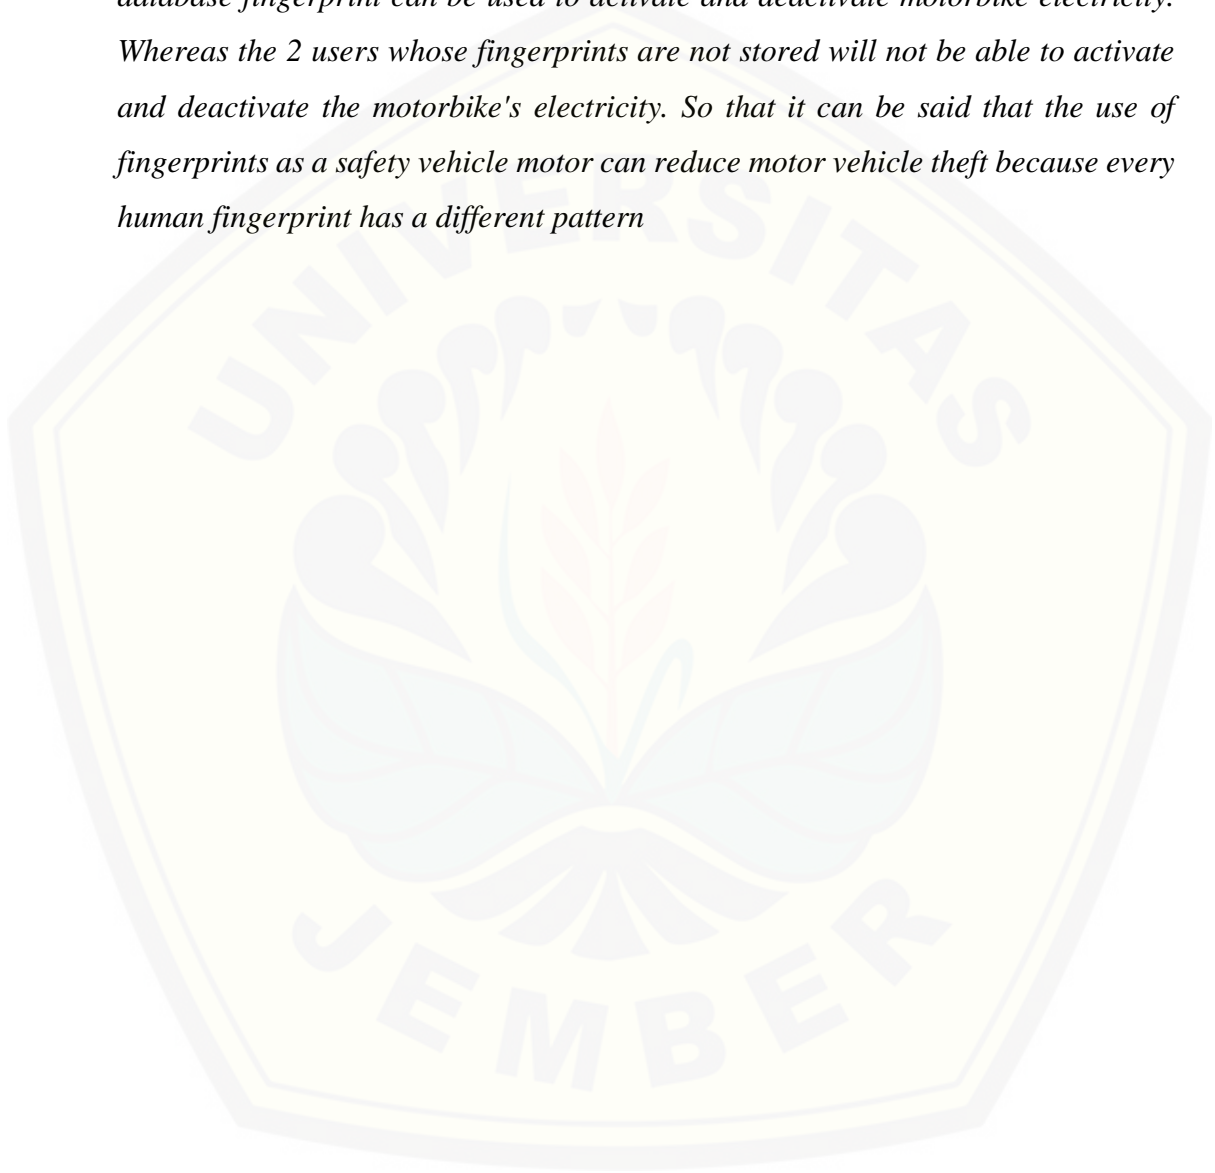 database fingerprint can be used to activate and deactivate motorbike electricity.
Whereas the 2 users whose fingerprints are not stored will not be able to activate
and deactivate the motorbike's electricity. So that it can be said that the use of
fingerprints as a safety vehicle motor can reduce motor vehicle theft because every
human fingerprint has a different pattern
UNIVERSITAS
JEMBER